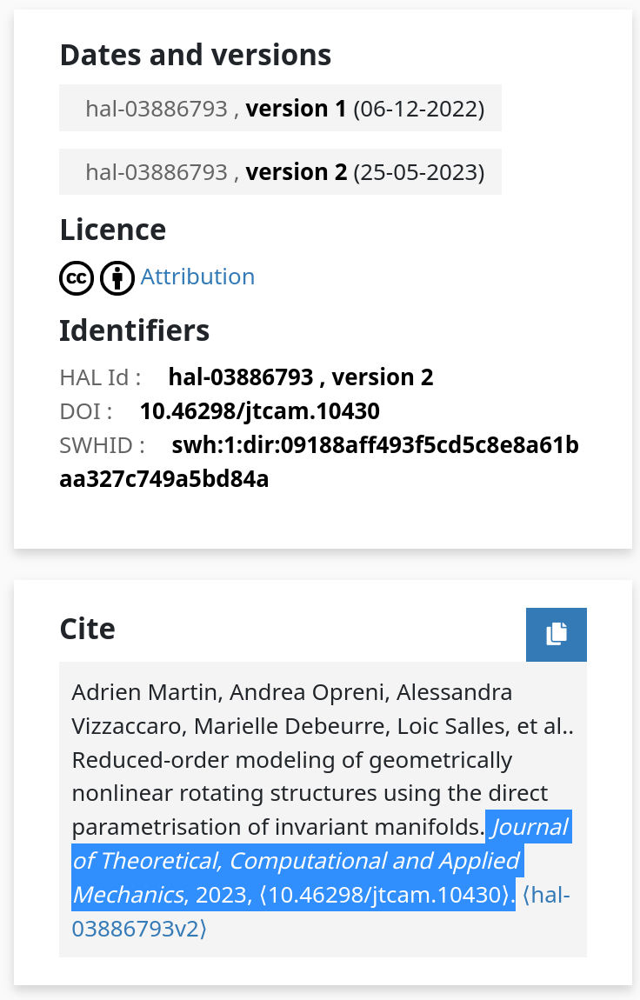 Dates and versions
hal-03886793 , version 1 (06-12-2022)
hal-03886793 , version 2 (25-05-2023)
Licence
cc Attribution
Identifiers
HAL Id : hal-03886793 , version 2
DOI : 10.46298/jtcam.10430
SWHID : swh:1:dir:09188aff493f5cd5c8e8a61b
aa327c749a5bd84a
Cite
Adrien Martin, Andrea Opreni, Alessandra
Vizzaccaro, Marielle Debeurre, Loic Salles, et al..
Reduced-order modeling of geometrically
nonlinear rotating structures using the direct
parametrisation of invariant manifolds. Journal
of Theoretical, Computational and Applied
Mechanics, 2023, ⟨10.46298/jtcam.10430⟩. ⟨hal-
03886793v2⟩